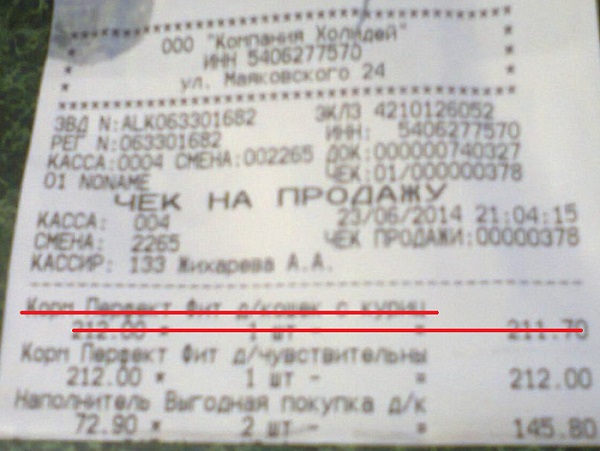 ООО "Компания Холидей"
ИНН 5406277570
ул. Маяковского 24
ЗВД N:ALK063301682 ЭКЛЗ 4210126052
РЕГ N:063301682 ИНН: 5406277570
КАССА:0004 СМЕНА:002265 ДОК:0000000740327
01 NONAME ЧЕК:01/000000378
ЧЕК НА ПРОДАЖУ
КАССА: 004 23/06/2014 21:04:15
СМЕНА: 2265 ЧЕК ПРОДАЖИ:00000378
КАССИР: 133 Жихарева А.А.
Корм Перфект Фит д/кошек с куриц
212.00 * 1 шт = 211.70
Корм Перфект Фит д/чувствительны
212.00 * 1 шт - = 212.00
Наполнитель Выгодная покупка д/к
72.90 * 2 шт - = 145.80